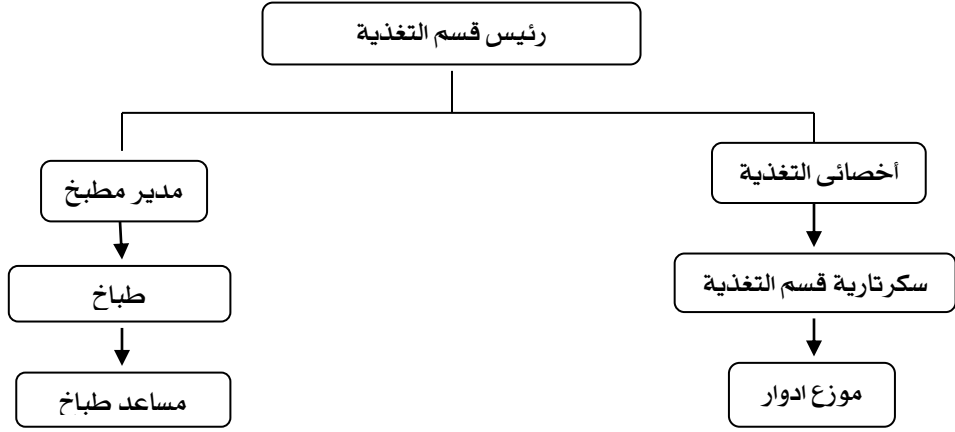 رئيس قسم التغذية
أخصائى التغذية
مدير مطبخ
سكرتارية قسم التغذية
طباخ
موزع ادوار
مساعد طباخ